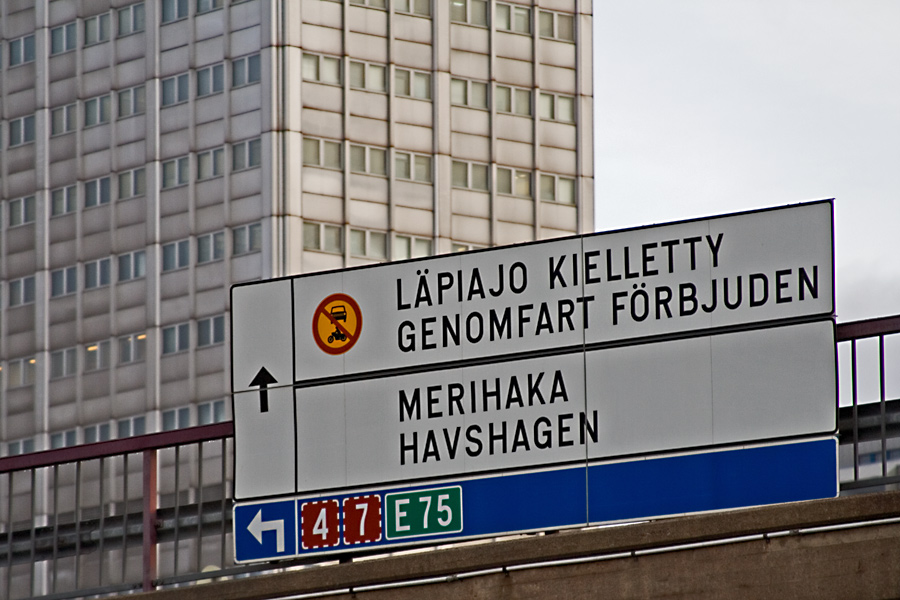 LÄPIAJO KIELLETTY
GENOMFART FÖRBJUDEN
MERIHAKA
HAVSHAGEN
4 7 E 75